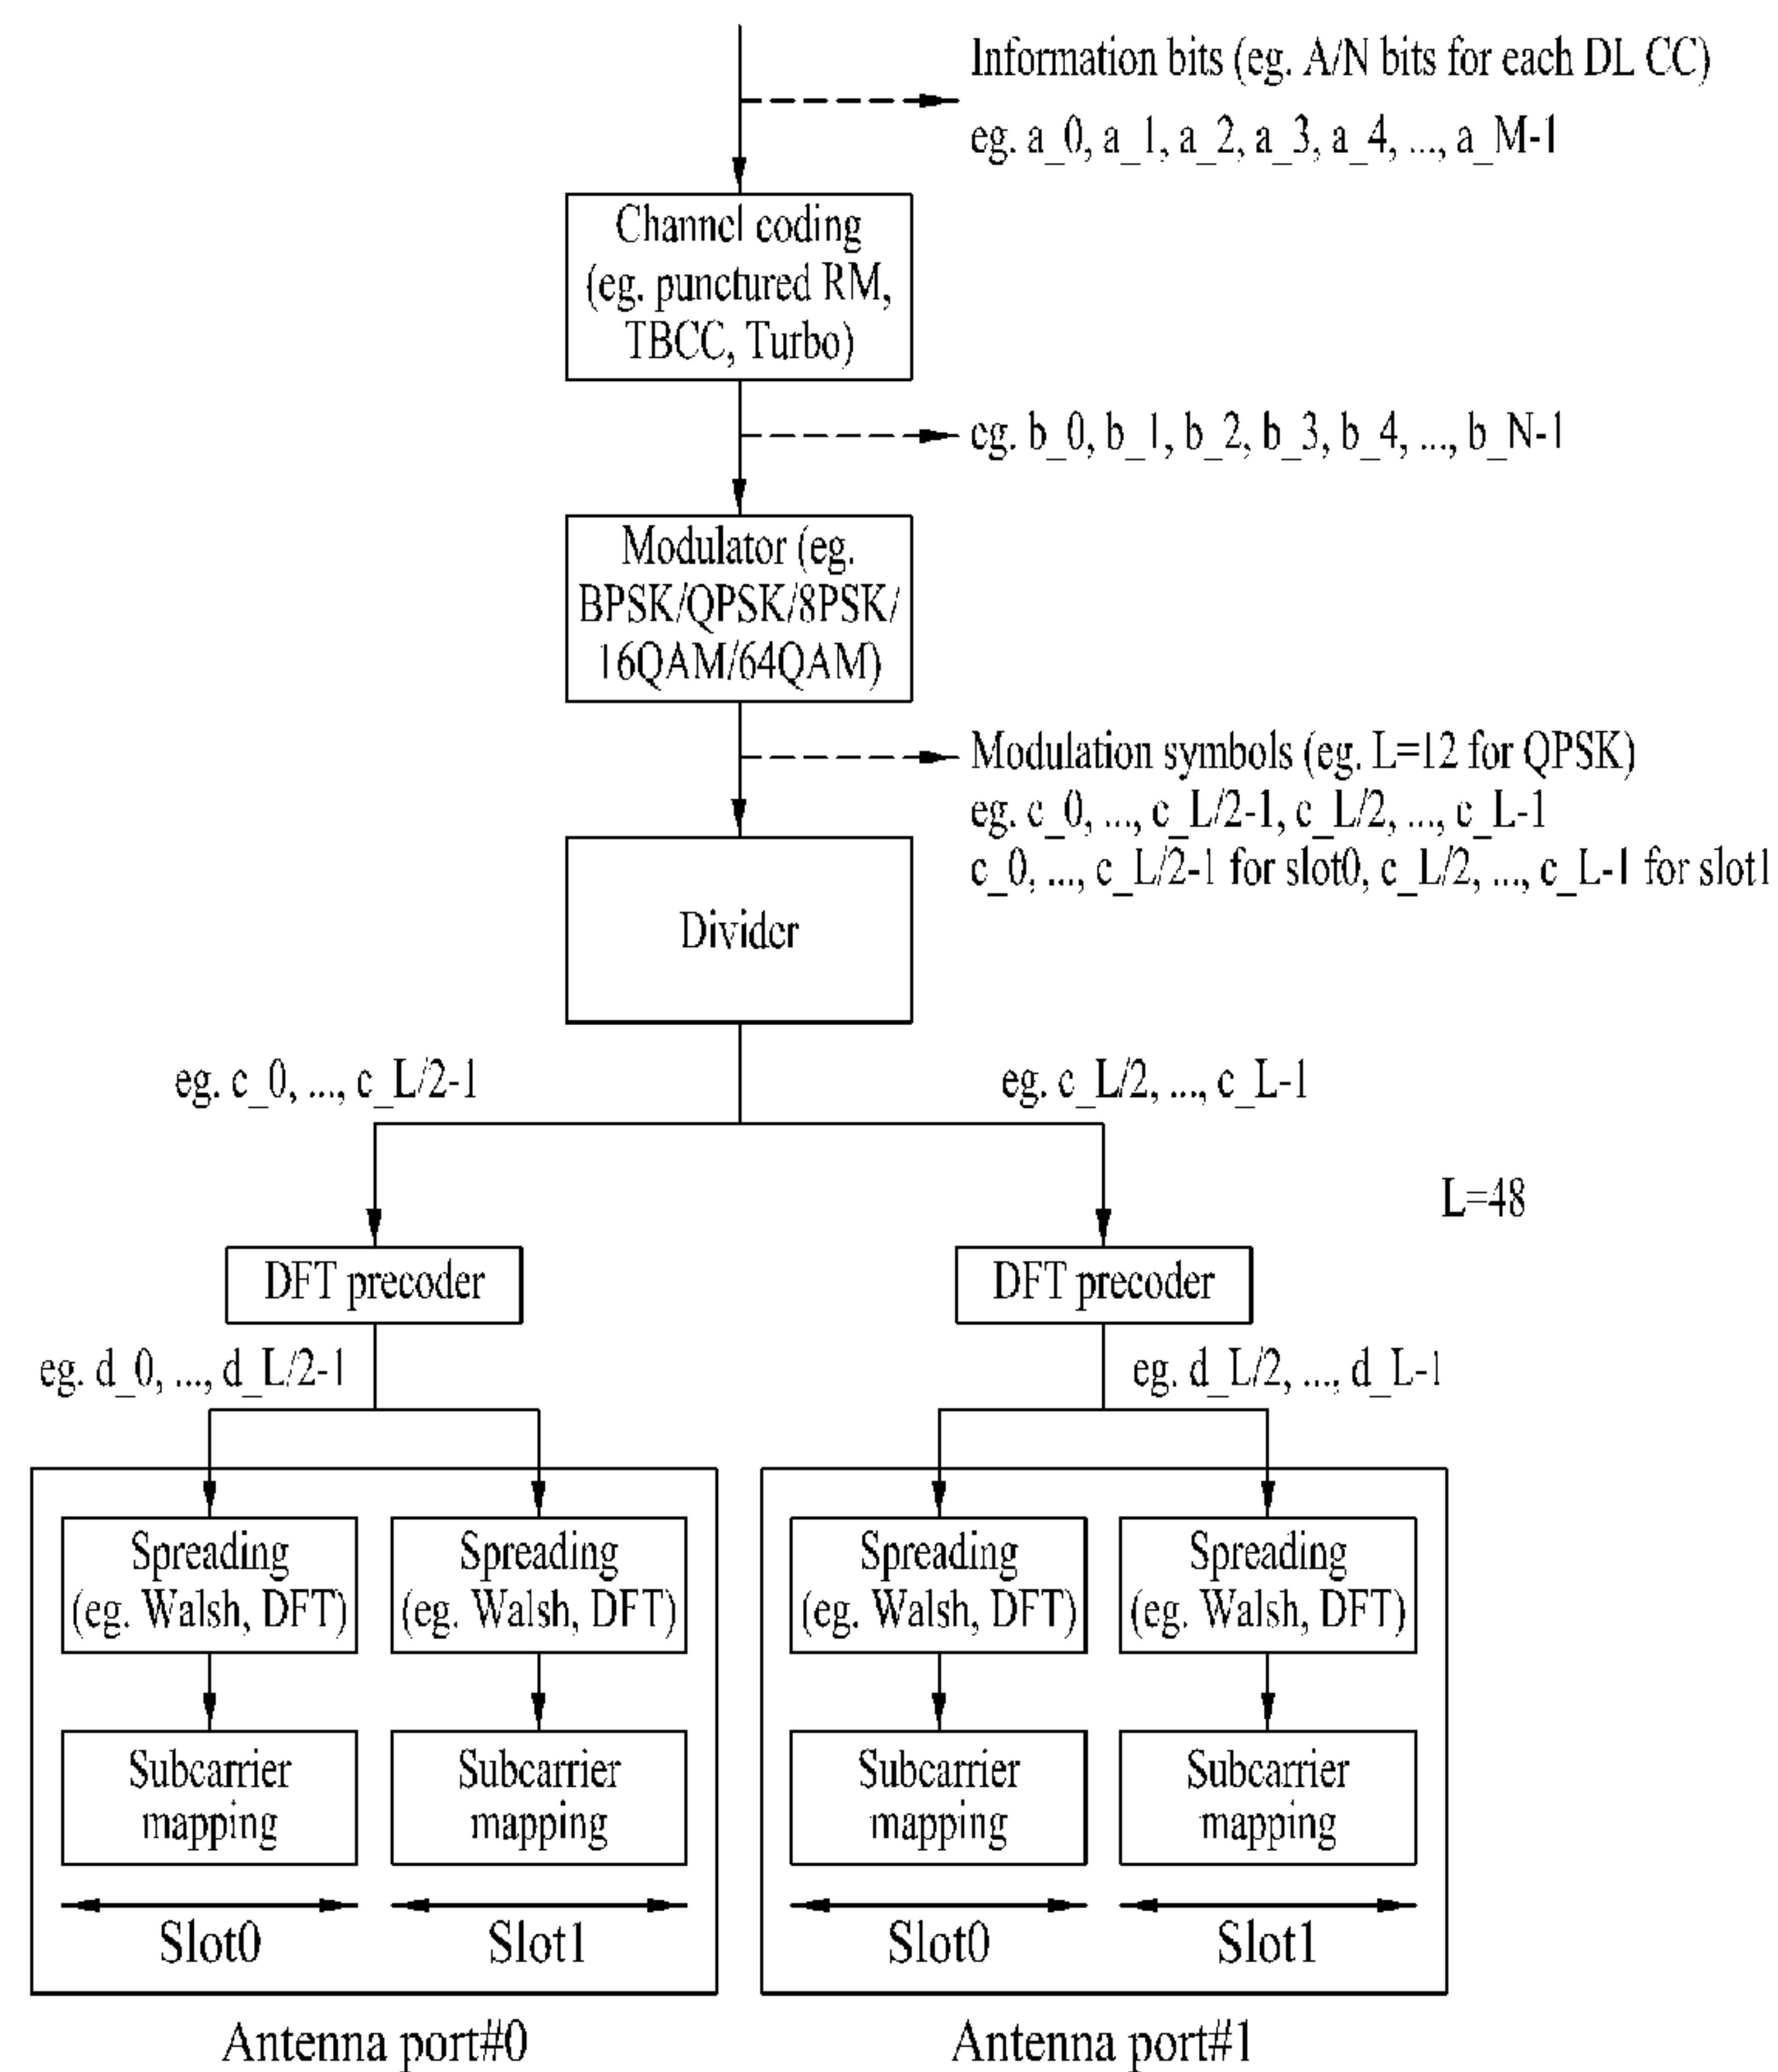 Information bits (eg. A/N bits for each DL CC)
eg. a_0, a_1, a_2, a_3, a_4, ..., a_M-1
Channel coding
(eg. punctured RM,
TBCC, Turbo)
eg. b_0, b_1, b_2, b_3, b_4, ..., b_N-1
Modulator (eg.
BPSK/QPSK/8PSK/
16QAM/64QAM)
Modulation symbols (eg. L=12 for QPSK)
eg. c_0, ..., c_L/2-1, c_L/2, ..., c_L-1
c_0, ..., c_L/2-1 for slot0, c_L/2, ..., c_L-1 for slot1
Divider
eg. c_0, ..., c_L/2-1
eg. c_L/2, ..., c_L-1
L=48
DFT precoder
DFT precoder
eg. d_0, ..., d_L/2-1
eg. d_L/2, ..., d_L-1
Spreading
(eg. Walsh, DFT)
Spreading
(eg. Walsh, DFT)
Spreading
(eg. Walsh, DFT)
Spreading
(eg. Walsh, DFT)
Subcarrier
mapping
Subcarrier
mapping
Subcarrier
mapping
Subcarrier
mapping
Slot0
Slot1
Slot0
Slot1
Antenna port#0
Antenna port#1